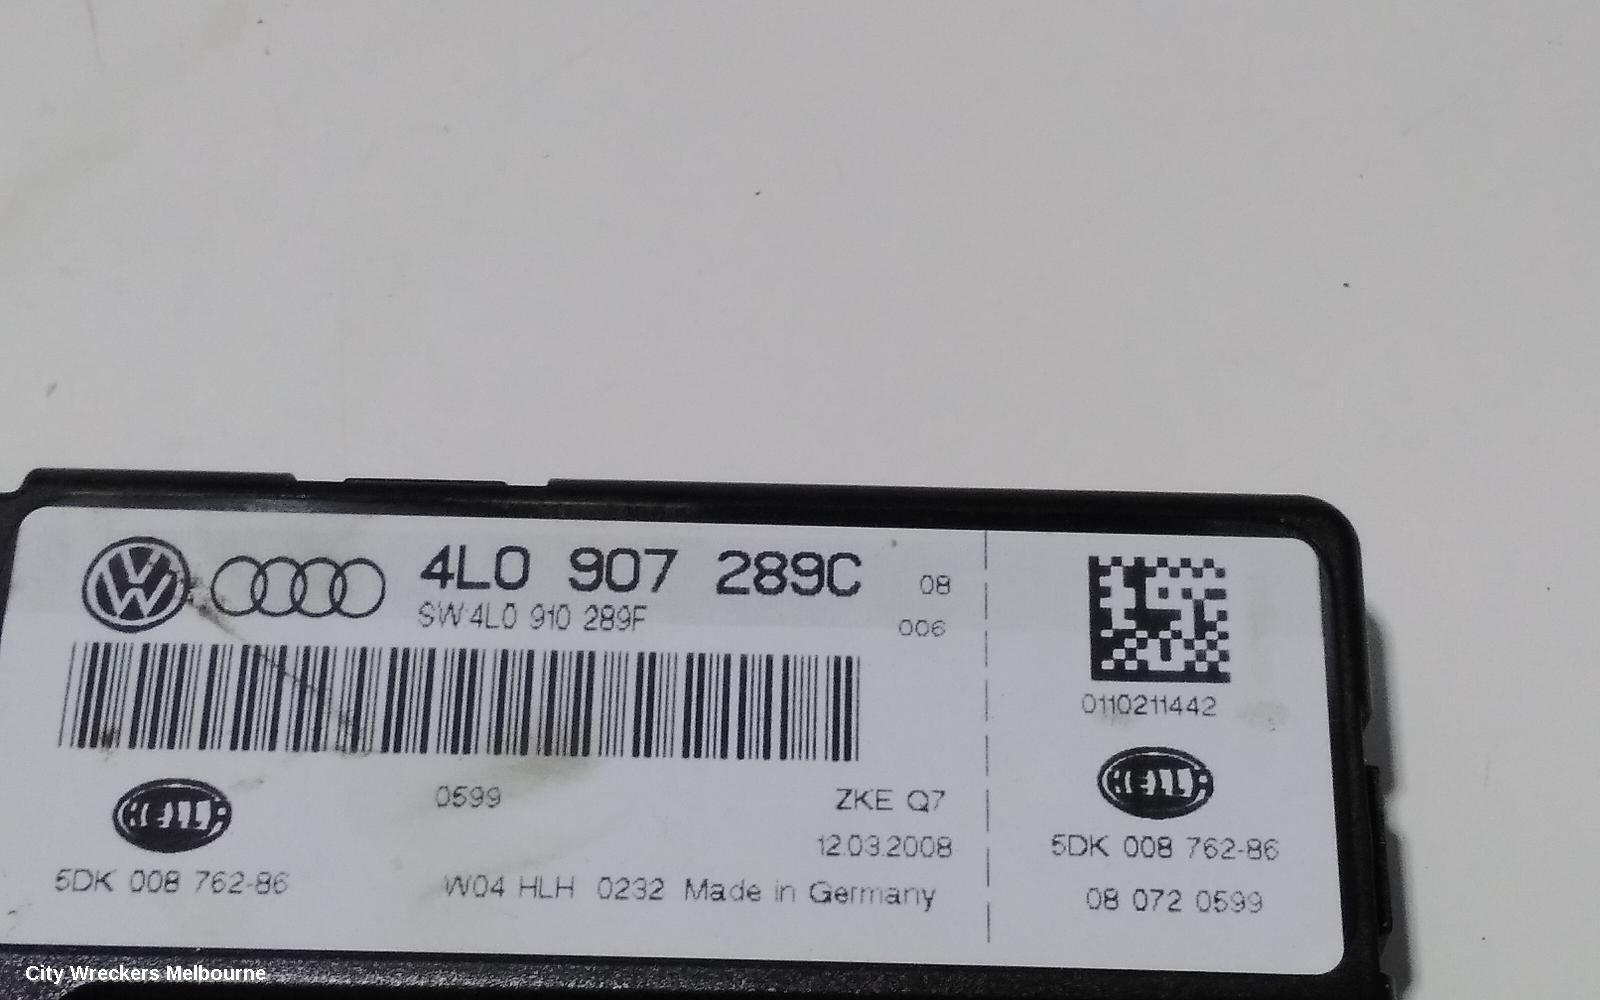 4L0 907 289C 08
SW:4L0 910 289F 006
0110211442
HELLA
0599 ZKE Q7
12.03.2008
5DK 008 762-86
W04 HLH 0232 Made in Germany
HELLA
5DK 008 762-86
08 072 0599
City Wreckers Melbourne